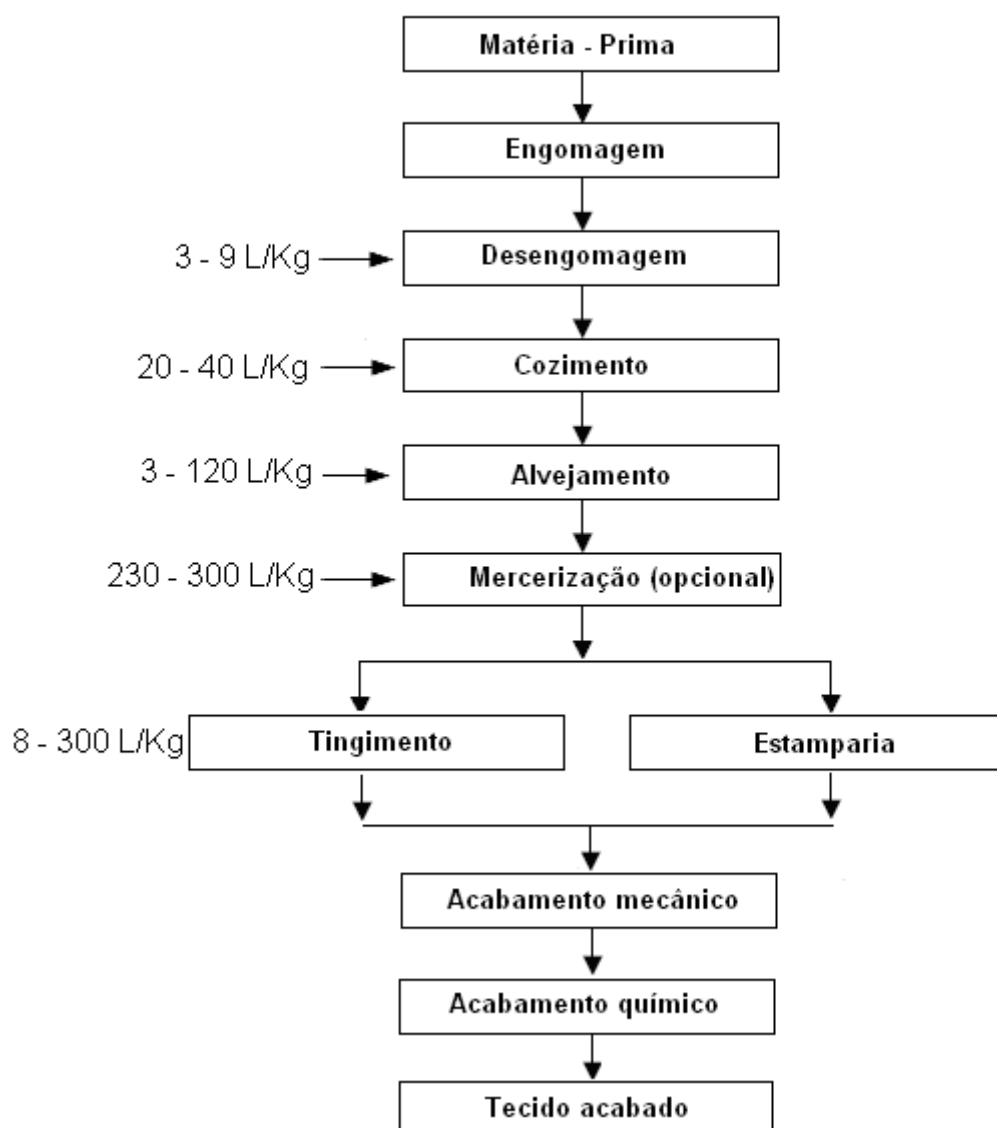 Matéria - Prima
Engomagem
3 - 9 L/Kg
Desengomagem
20 - 40 L/Kg
Cozimento
3 - 120 L/Kg
Alvejamento
230 - 300 L/Kg
Mercerização (opcional)
8 - 300 L/Kg
Tingimento
Estamparia
Acabamento mecânico
Acabamento químico
Tecido acabado